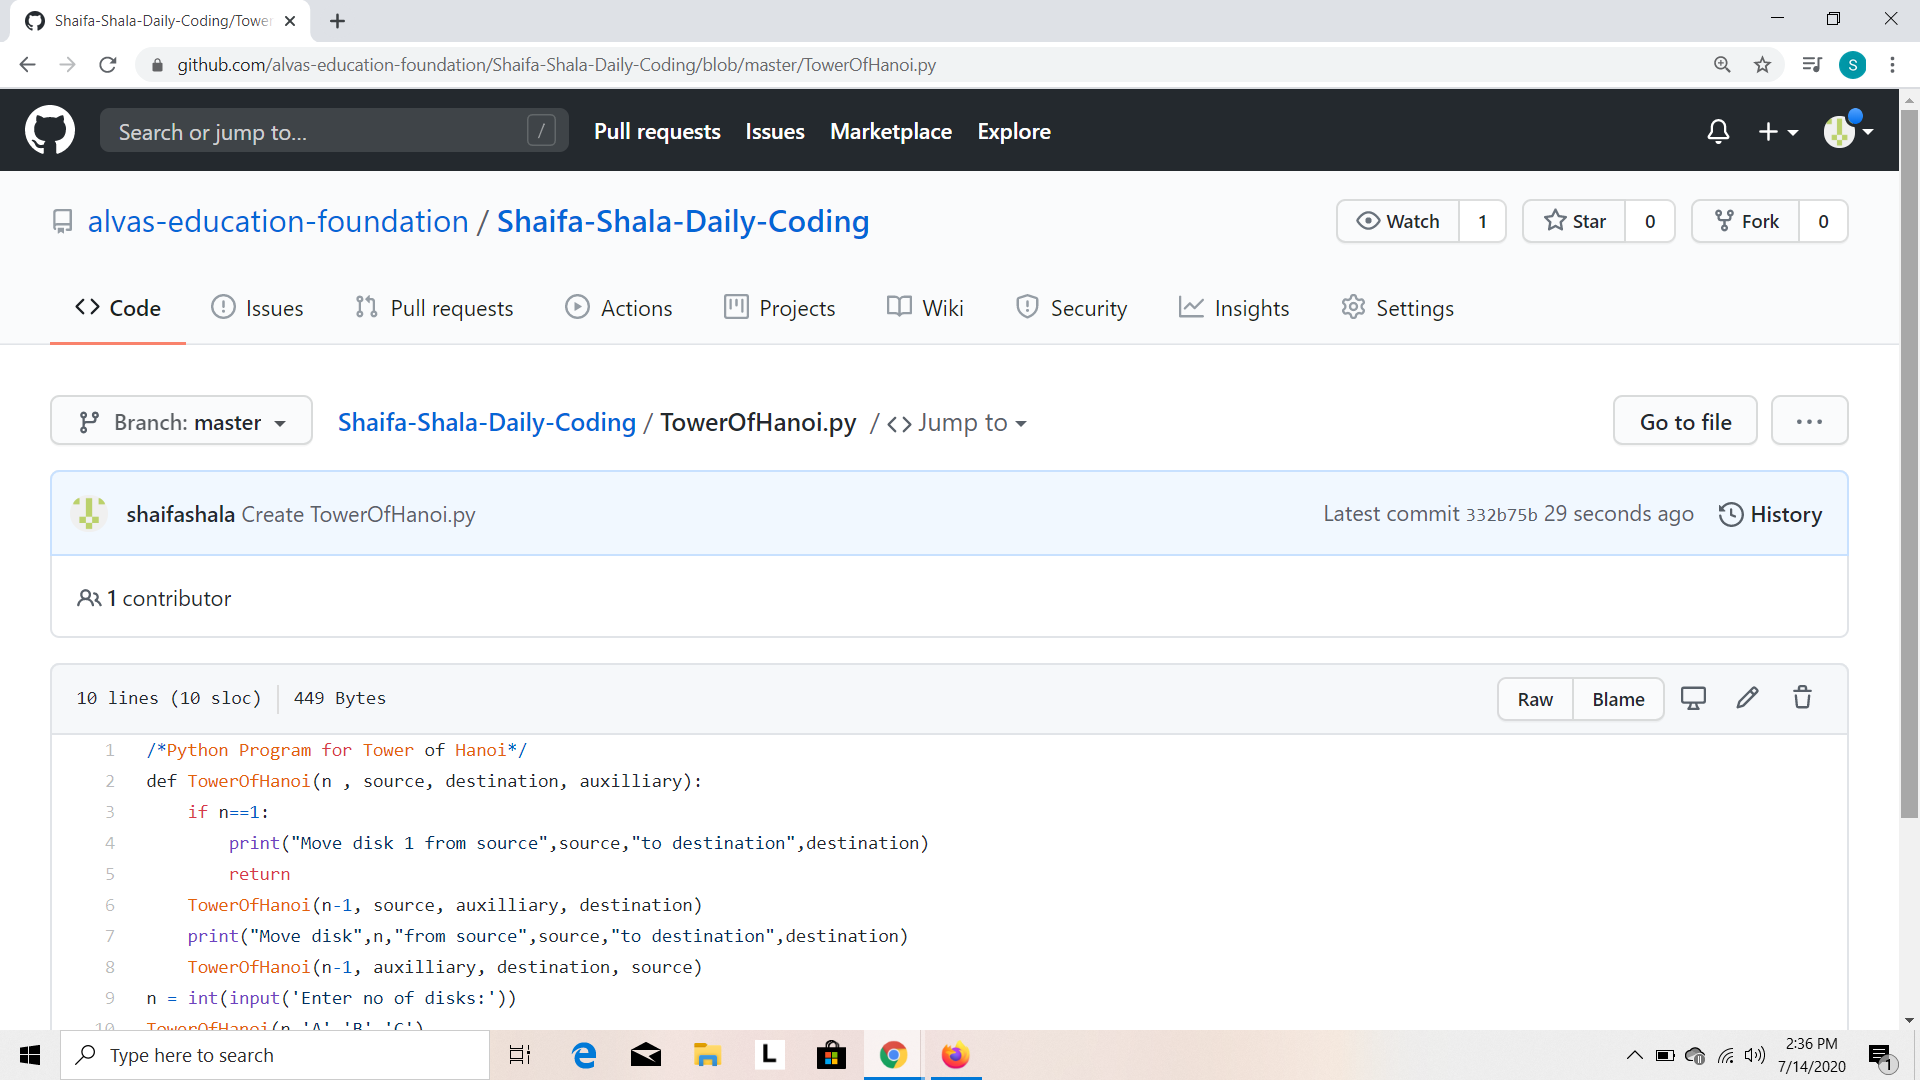 Shaifa-Shala-Daily-Coding/Tower
github.com/alvas-education-foundation/Shaifa-Shala-Daily-Coding/blob/master/TowerOfHanoi.py
S
Search or jump to... /
Pull requests Issues Marketplace Explore
alvas-education-foundation / Shaifa-Shala-Daily-Coding
Watch 1 Star 0 Fork 0
Code Issues Pull requests Actions Projects Wiki Security Insights Settings
Branch: master Shaifa-Shala-Daily-Coding / TowerOfHanoi.py / <> Jump to Go to file ...
shaifashala Create TowerOfHanoi.py Latest commit 332b75b 29 seconds ago History
1 contributor
10 lines (10 sloc) 449 Bytes Raw Blame
1 /*Python Program for Tower of Hanoi*/
2 def TowerOfHanoi(n , source, destination, auxilliary):
3 if n==1:
4 print("Move disk 1 from source",source,"to destination",destination)
5 return
6 TowerOfHanoi(n-1, source, auxilliary, destination)
7 print("Move disk",n,"from source",source,"to destination",destination)
8 TowerOfHanoi(n-1, auxilliary, destination, source)
9 n = int(input('Enter no of disks:'))
10 TowerOfHanoi(n,'A','B','C')
Type here to search L 2:36 PM
7/14/2020 1